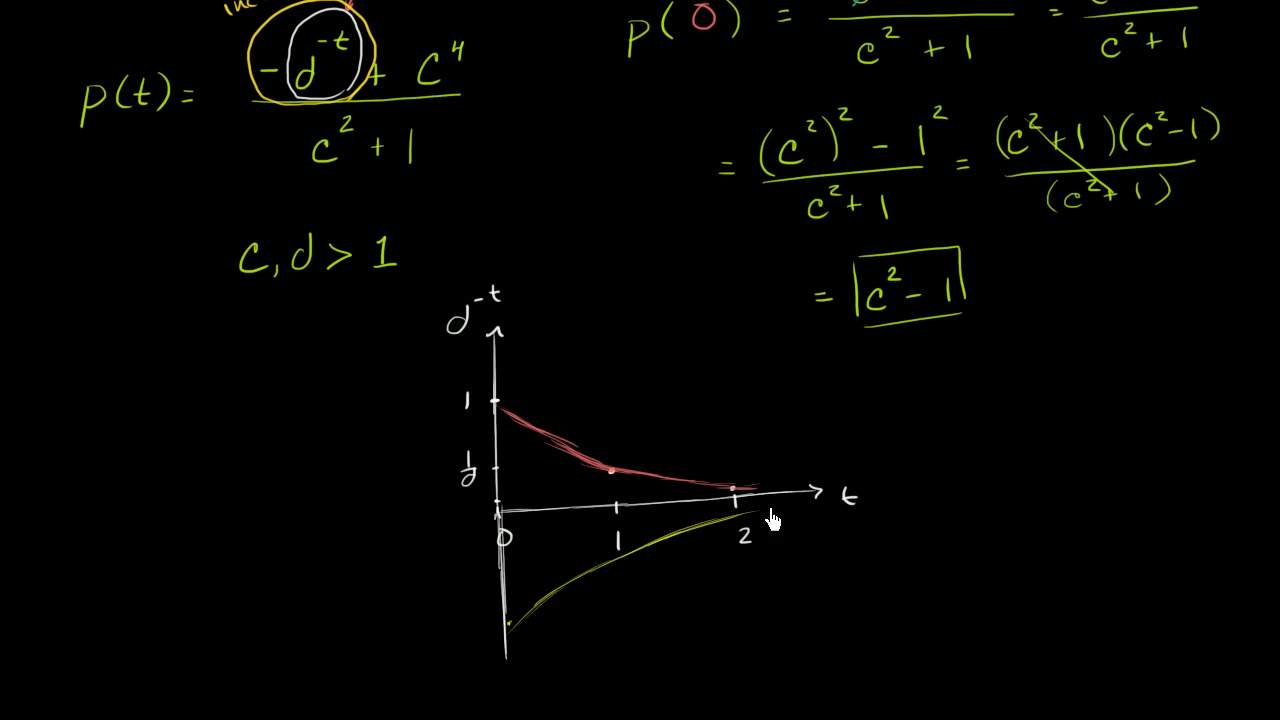 inc
p(t) = (-d^-t + c^4) / (c^2 + 1)
c, d > 1
p(0) = / (c^2 + 1) = / (c^2 + 1)
= ((c^2)^2 - 1^2) / (c^2 + 1) = (c^2 + 1)(c^2 - 1) / (c^2 + 1)
= c^2 - 1
d^-t
1
1/d
t
0 1 2